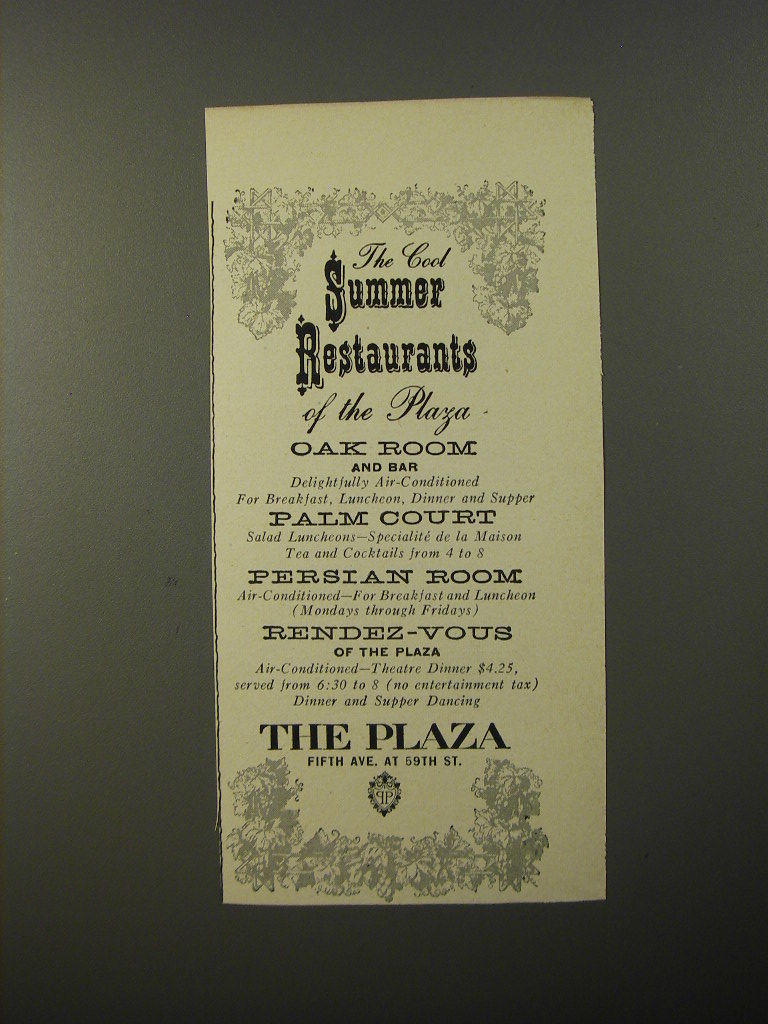 The Cool
Summer
Restaurants
of the Plaza
OAK ROOM
AND BAR
Delightfully Air-Conditioned
For Breakfast, Luncheon, Dinner and Supper
PALM COURT
Salad Luncheons—Specialité de la Maison
Tea and Cocktails from 4 to 8
PERSIAN ROOM
Air-Conditioned—For Breakfast and Luncheon
(Mondays through Fridays)
RENDEZ-VOUS
OF THE PLAZA
Air-Conditioned—Theatre Dinner $4.25,
served from 6:30 to 8 (no entertainment tax)
Dinner and Supper Dancing
THE PLAZA
FIFTH AVE. AT 59TH ST.